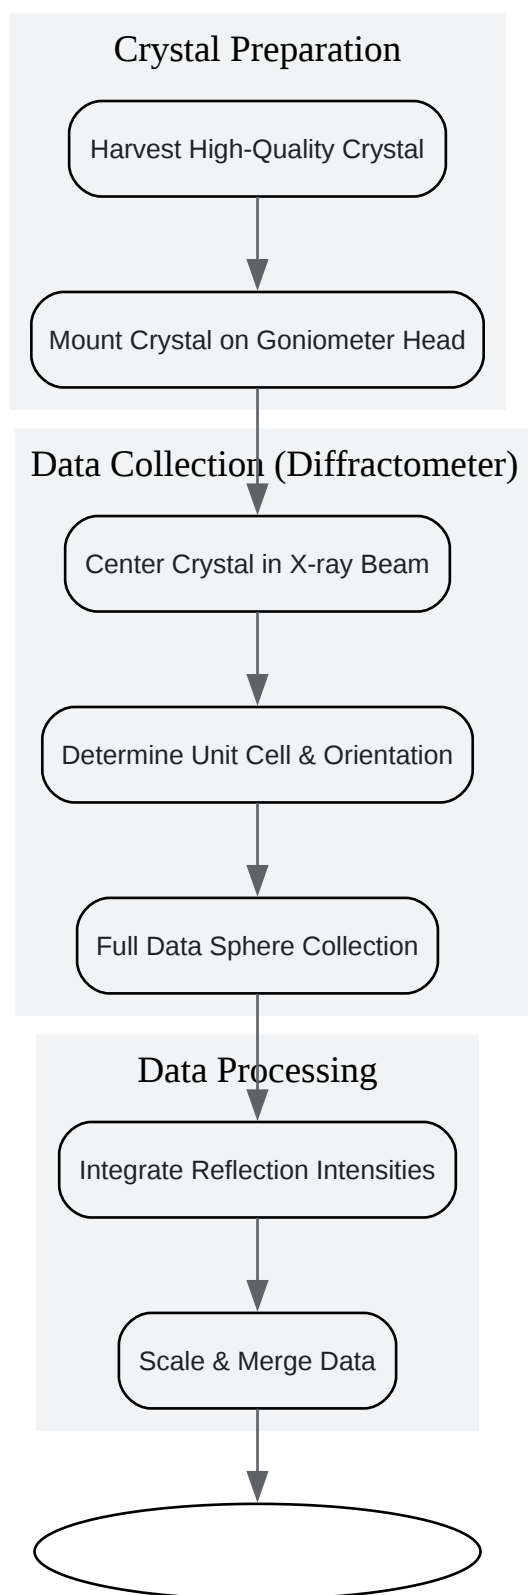 Crystal Preparation
Harvest High-Quality Crystal
Mount Crystal on Goniometer Head
Data Collection (Diffractometer)
Center Crystal in X-ray Beam
Determine Unit Cell & Orientation
Full Data Sphere Collection
Data Processing
Integrate Reflection Intensities
Scale & Merge Data